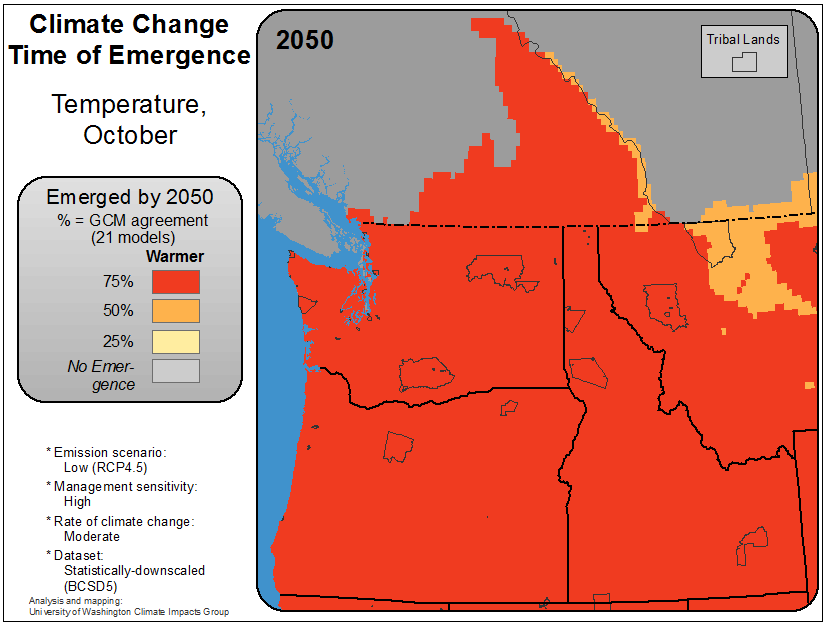 Climate Change
Time of Emergence
Temperature,
October
Emerged by 2050
% = GCM agreement
(21 models)
Warmer
75%
50%
25%
No Emer-
gence
* Emission scenario:
Low (RCP4.5)
* Management sensitivity:
High
* Rate of climate change:
Moderate
* Dataset:
Statistically-downscaled
(BCSD5)
Analysis and mapping:
University of Washington Climate Impacts Group
2050
Tribal Lands